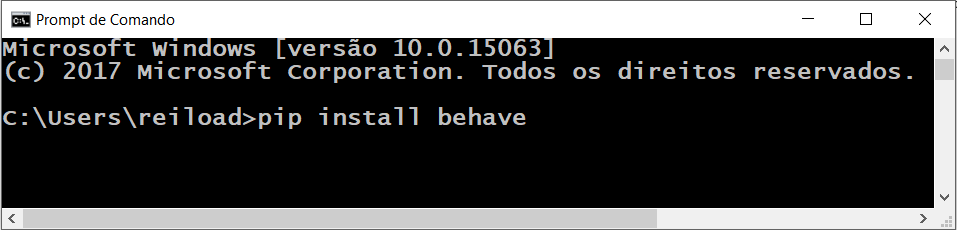 Prompt de Comando
Microsoft Windows [versão 10.0.15063]
(c) 2017 Microsoft Corporation. Todos os direitos reservados.
C:\Users\reiload>pip install behave